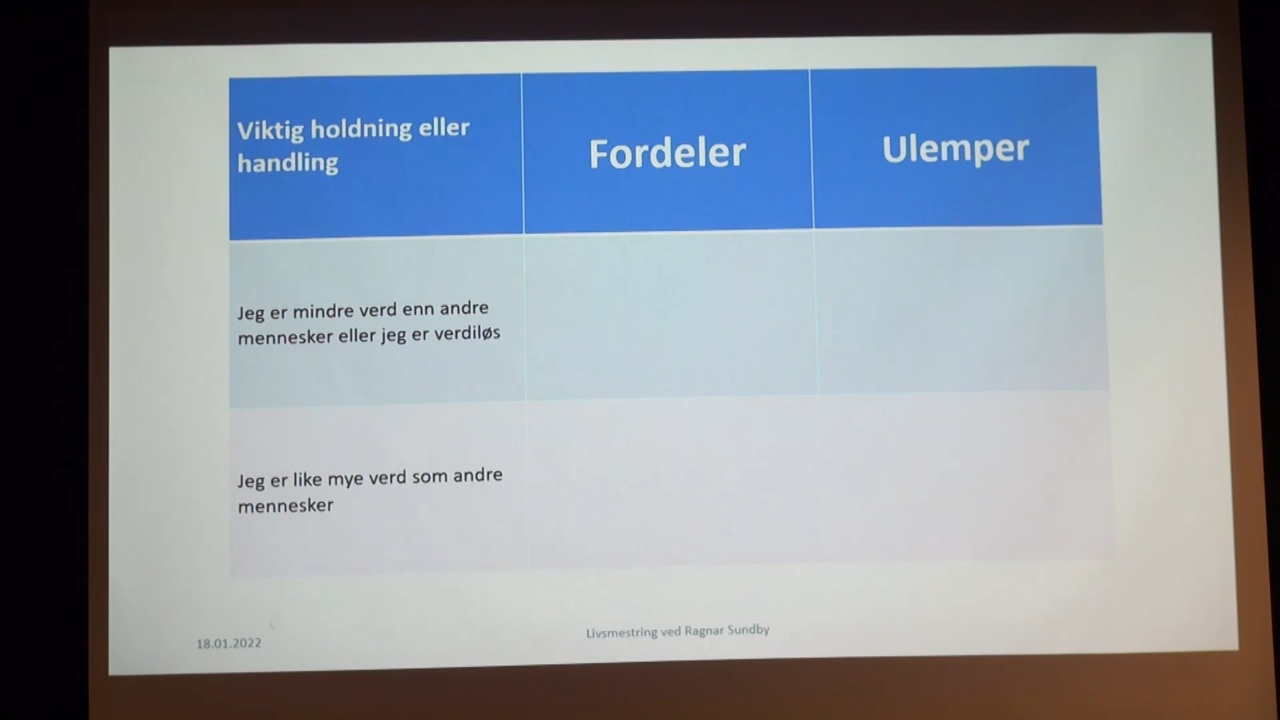 Viktig holdning eller
handling
Fordeler
Ulemper
Jeg er mindre verd enn andre
mennesker eller jeg er verdiløs
Jeg er like mye verd som andre
mennesker
18.01.2022
Livsmestring ved Ragnar Sundby